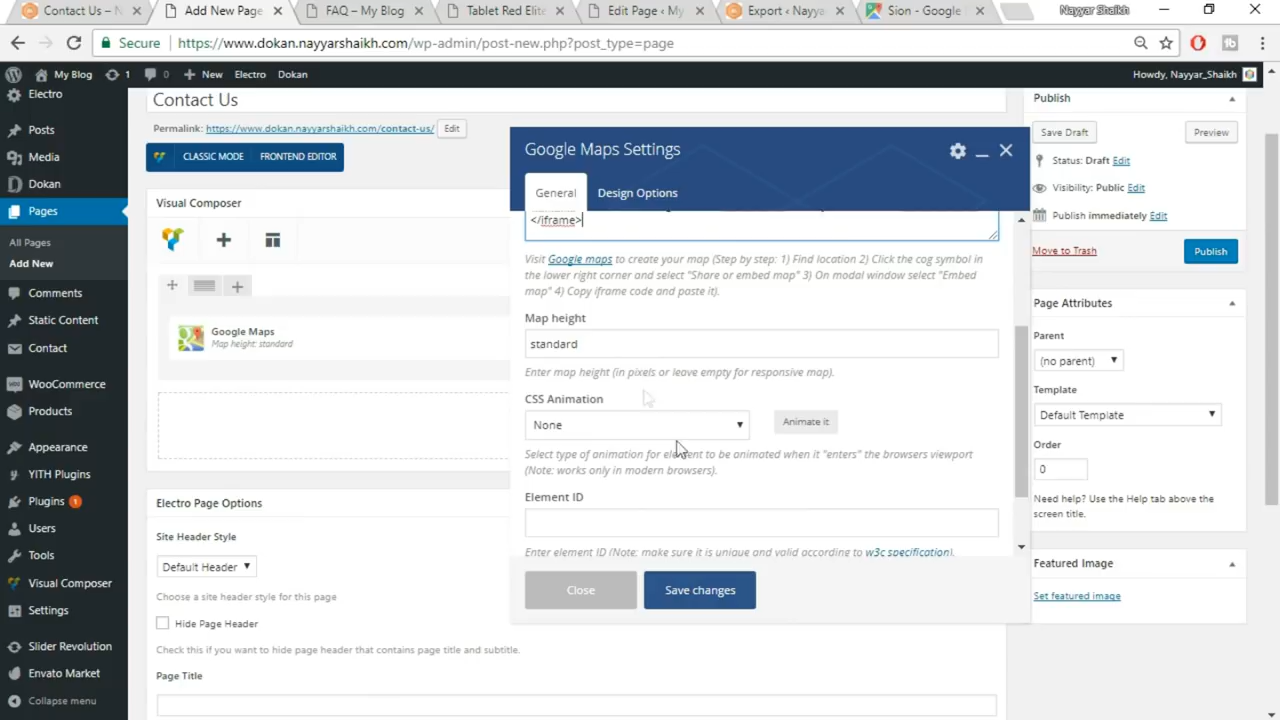 Contact Us – N
Add New Page
FAQ – My Blog
Tablet Red Elite
Edit Page ‹ My
Export ‹ Nayya
Sion - Google
Nayyar Shaikh
Secure
https://www.dokan.nayyarshaikh.com/wp-admin/post-new.php?post_type=page
My Blog
1
0
New
Electro
Dokan
Howdy, Nayyar_Shaikh
Electro
Posts
Media
Dokan
Pages
All Pages
Add New
Comments
Static Content
Contact
WooCommerce
Products
Appearance
YITH Plugins
Plugins 1
Users
Tools
Visual Composer
Settings
Slider Revolution
Envato Market
Collapse menu
Contact Us
Permalink: https://www.dokan.nayyarshaikh.com/contact-us/ Edit
CLASSIC MODE
FRONTEND EDITOR
Visual Composer
Google Maps
Map height: standard
Electro Page Options
Site Header Style
Default Header
Choose a site header style for this page
Hide Page Header
Check this if you want to hide page header that contains page title and subtitle.
Page Title
Google Maps Settings
General
Design Options
</iframe>
Visit Google maps to create your map (Step by step: 1) Find location 2) Click the cog symbol in
the lower right corner and select "Share or embed map" 3) On modal window select "Embed
map" 4) Copy iframe code and paste it).
Map height
standard
Enter map height (in pixels or leave empty for responsive map).
CSS Animation
None
Animate it
Select type of animation for element to be animated when it "enters" the browsers viewport
(Note: works only in modern browsers).
Element ID
Enter element ID (Note: make sure it is unique and valid according to w3c specification).
Close
Save changes
Publish
Save Draft
Preview
Status: Draft Edit
Visibility: Public Edit
Publish immediately Edit
Move to Trash
Publish
Page Attributes
Parent
(no parent)
Template
Default Template
Order
0
Need help? Use the Help tab above the
screen title.
Featured Image
Set featured image